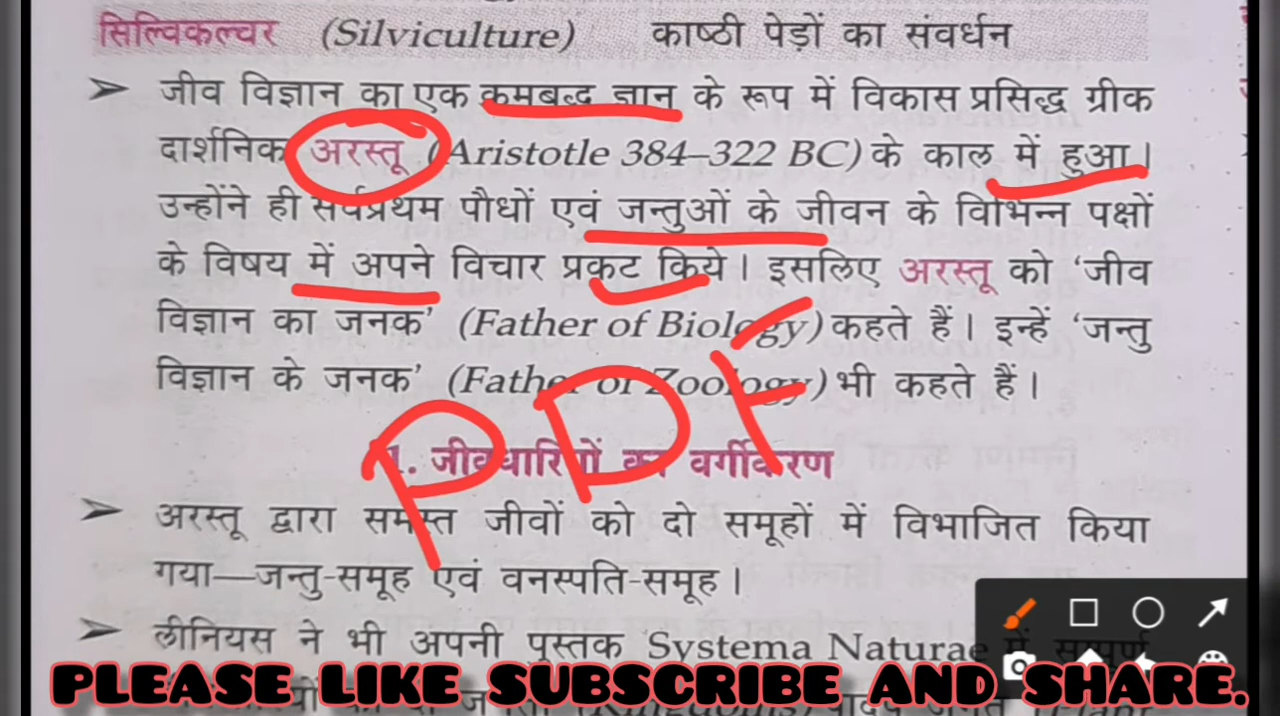 सिल्विकल्चर (Silviculture) काष्ठी पेड़ों का संवर्धन
➤ जीव विज्ञान का एक क्रमबद्ध ज्ञान के रूप में विकास प्रसिद्ध ग्रीक
दार्शनिक अरस्तू (Aristotle 384–322 BC) के काल में हुआ।
उन्होंने ही सर्वप्रथम पौधों एवं जन्तुओं के जीवन के विभिन्न पक्षों
के विषय में अपने विचार प्रकट किये। इसलिए अरस्तू को ‘जीव
विज्ञान का जनक’ (Father of Biology) कहते हैं। इन्हें ‘जन्तु
विज्ञान के जनक’ (Father of Zoology) भी कहते हैं।
PDF
1. जीवधारियों का वर्गीकरण
➤ अरस्तू द्वारा समस्त जीवों को दो समूहों में विभाजित किया
गया—जन्तु-समूह एवं वनस्पति-समूह।
➤ लीनियस ने भी अपनी पुस्तक Systema Naturae में सम्पूर्ण
PLEASE LIKE SUBSCRIBE AND SHARE.